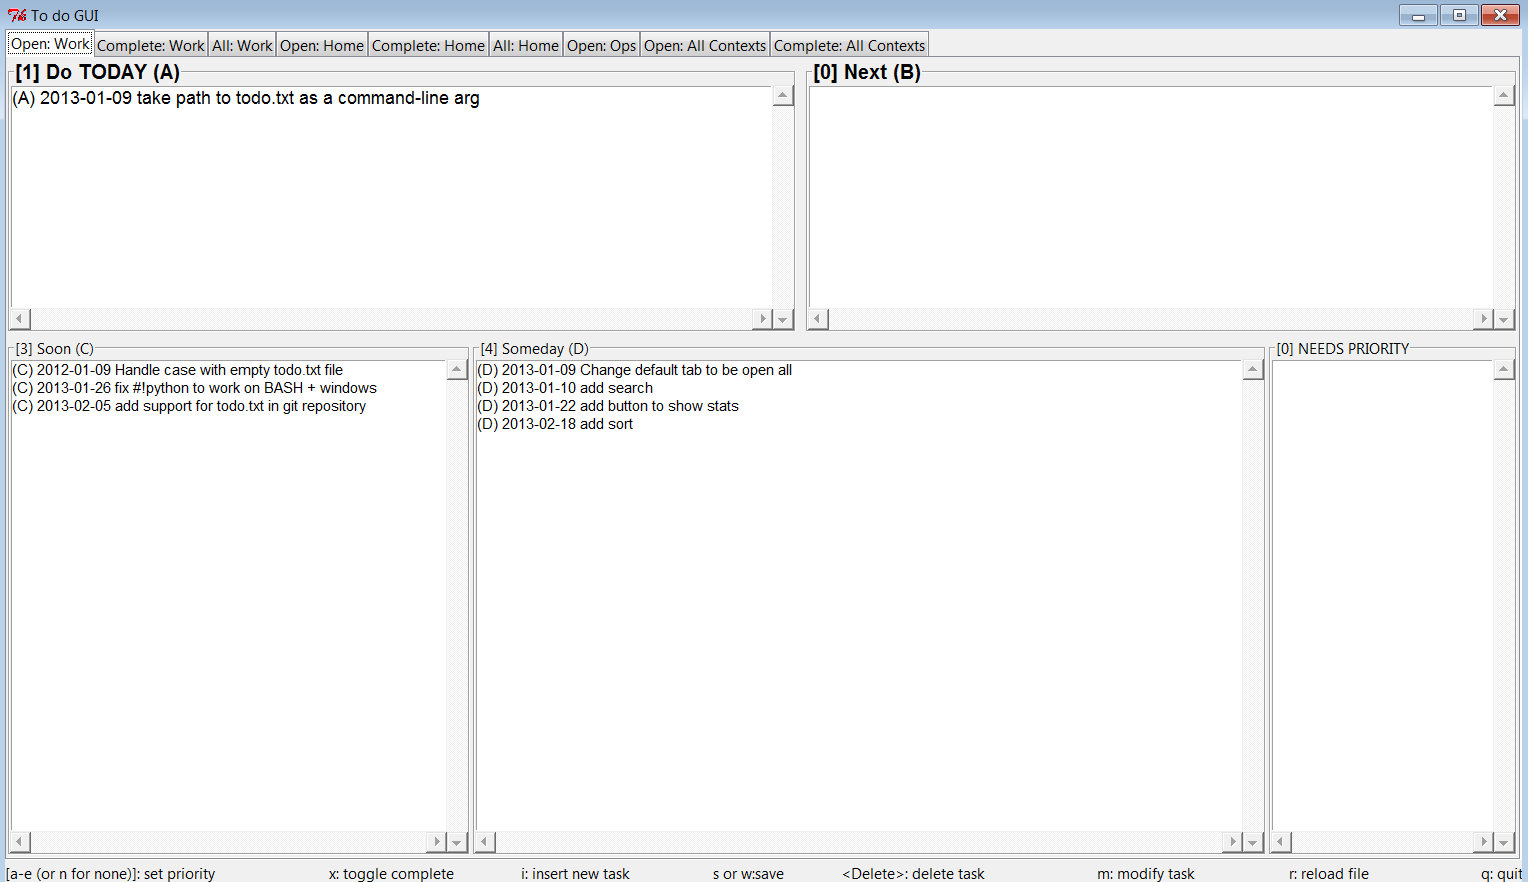 To do GUI
Open: Work Complete: Work All: Work Open: Home Complete: Home All: Home Open: Ops Open: All Contexts Complete: All Contexts
[1] Do TODAY (A)
(A) 2013-01-09 take path to todo.txt as a command-line arg
[0] Next (B)
[3] Soon (C)
(C) 2012-01-09 Handle case with empty todo.txt file
(C) 2013-01-26 fix #!python to work on BASH + windows
(C) 2013-02-05 add support for todo.txt in git repository
[4] Someday (D)
(D) 2013-01-09 Change default tab to be open all
(D) 2013-01-10 add search
(D) 2013-01-22 add button to show stats
(D) 2013-02-18 add sort
[0] NEEDS PRIORITY
[a-e (or n for none)]: set priority x: toggle complete i: insert new task s or w:save <Delete>: delete task m: modify task r: reload file q: quit